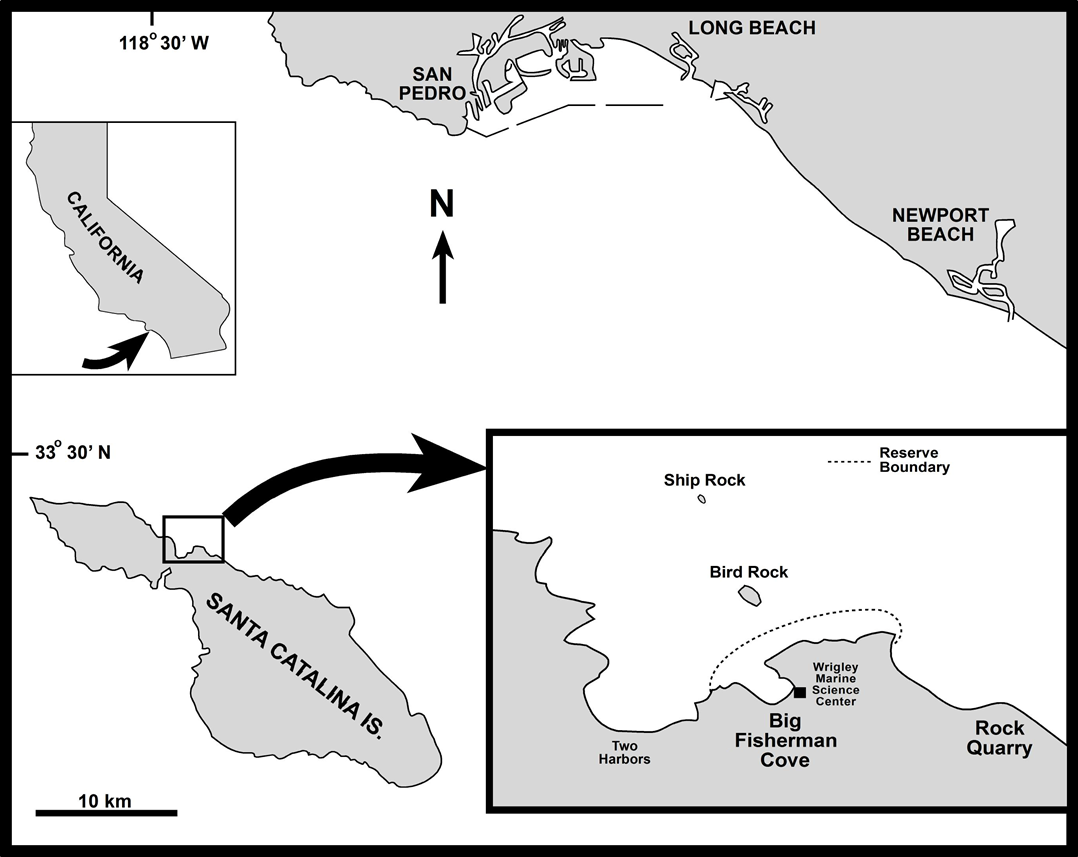 118° 30’ W
LONG BEACH
SAN
PEDRO
N
NEWPORT
BEACH
CALIFORNIA
33° 30’ N
Reserve
Boundary
Ship Rock
Bird Rock
SANTA CATALINA IS.
Wrigley
Marine
Science
Center
Big
Fisherman
Cove
Two
Harbors
Rock
Quarry
10 km